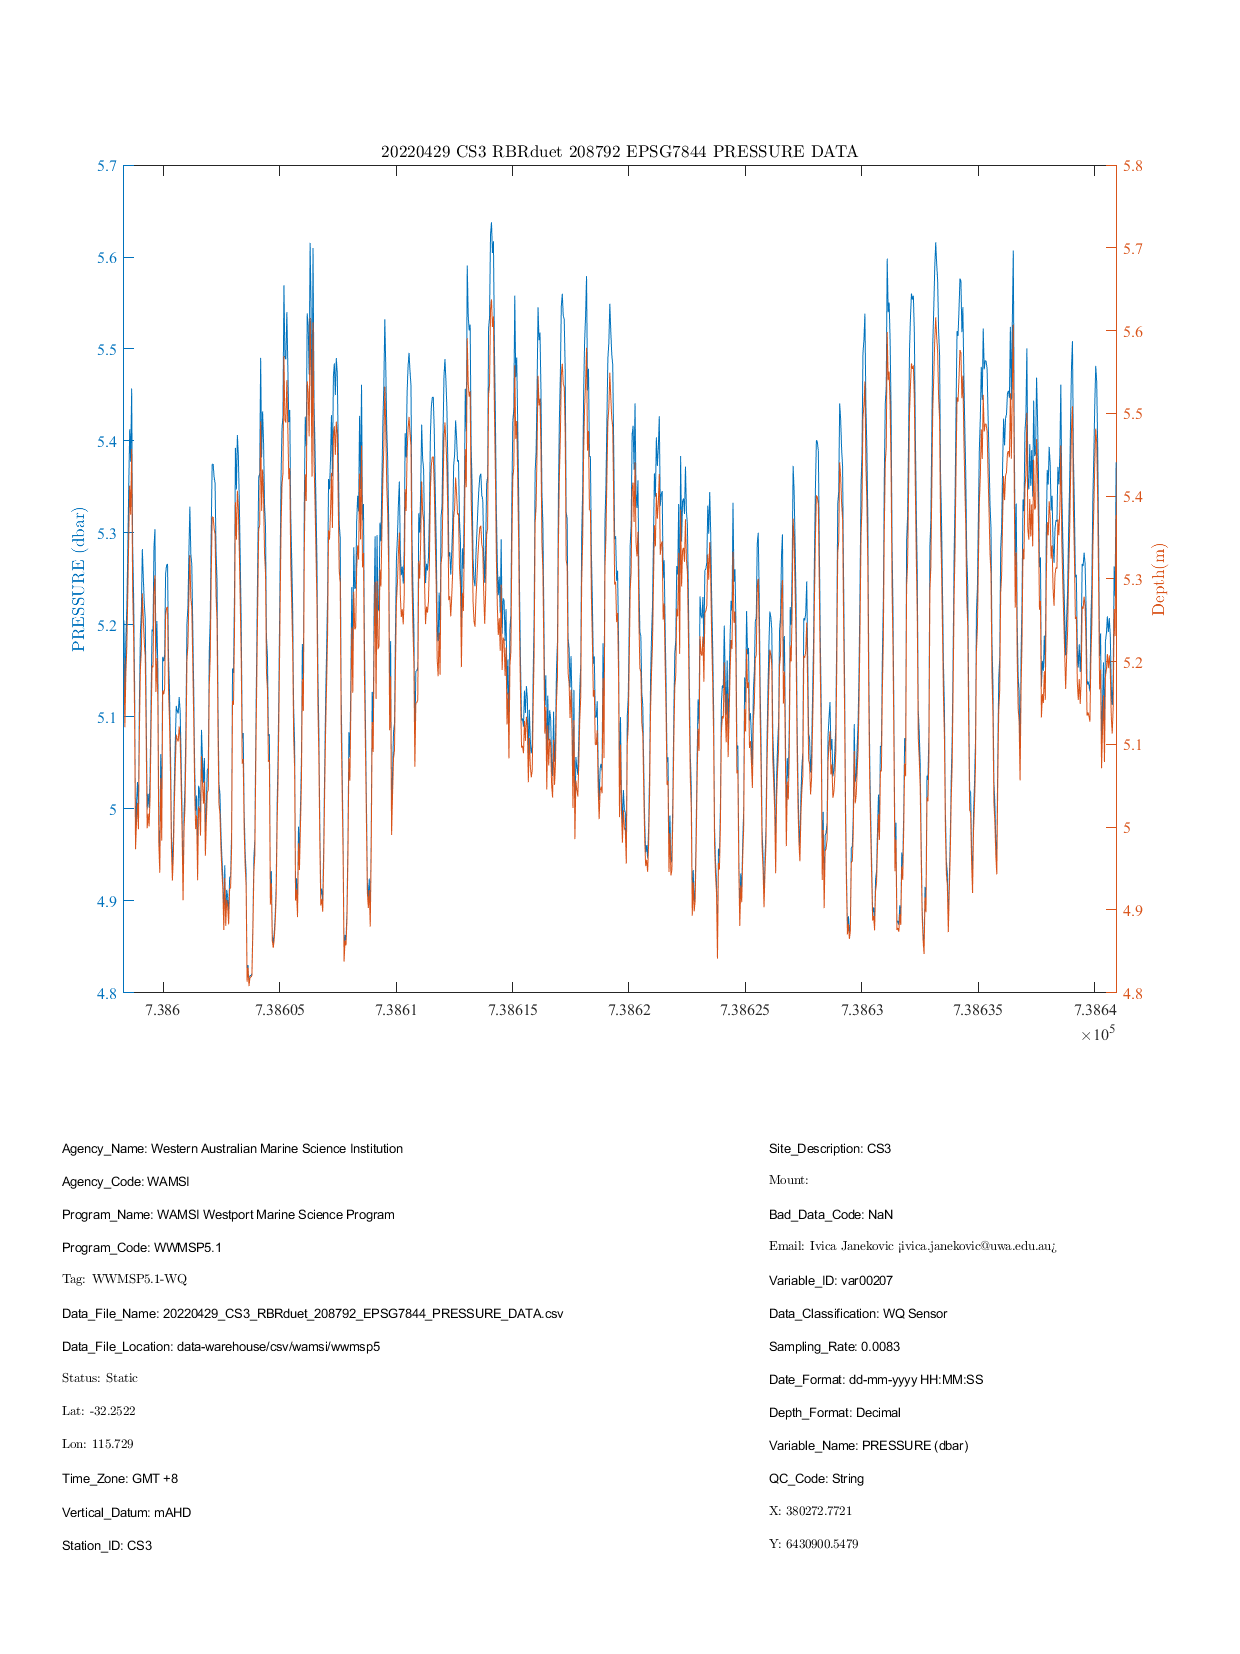 20220429 CS3 RBRduet 208792 EPSG7844 PRESSURE DATA
5.7
5.6
5.5
5.4
5.3
5.2
5.1
5
4.9
4.8
PRESSURE (dbar)
5.8
5.7
5.6
5.5
5.4
5.3
5.2
5.1
5
4.9
4.8
Depth(m)
7.386 7.38605 7.3861 7.38615 7.3862 7.38625 7.3863 7.38635 7.3864
×10^5
Agency_Name: Western Australian Marine Science Institution
Agency_Code: WAMSI
Program_Name: WAMSI Westport Marine Science Program
Program_Code: WWMSP5.1
Tag: WWMSP5.1-WQ
Data_File_Name: 20220429_CS3_RBRduet_208792_EPSG7844_PRESSURE_DATA.csv
Data_File_Location: data-warehouse/csv/wamsi/wwmsp5
Status: Static
Lat: -32.2522
Lon: 115.729
Time_Zone: GMT +8
Vertical_Datum: mAHD
Station_ID: CS3
Site_Description: CS3
Mount:
Bad_Data_Code: NaN
Email: Ivica Janekovic ¡ivica.janekovic@uwa.edu.au¿
Variable_ID: var00207
Data_Classification: WQ Sensor
Sampling_Rate: 0.0083
Date_Format: dd-mm-yyyy HH:MM:SS
Depth_Format: Decimal
Variable_Name: PRESSURE (dbar)
QC_Code: String
X: 380272.7721
Y: 6430900.5479